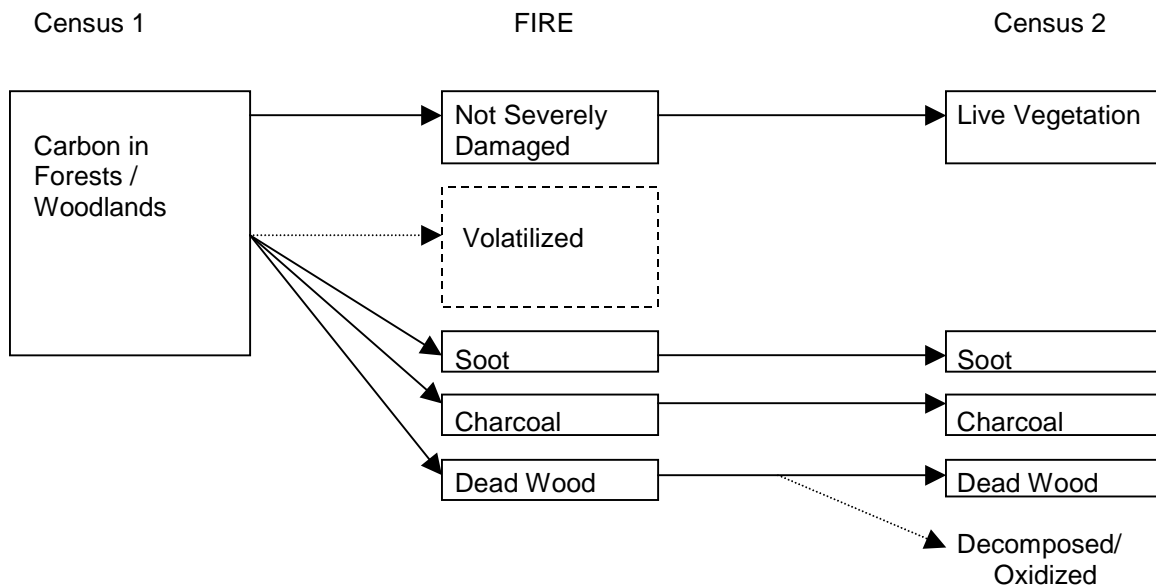 Census 1
FIRE
Census 2
Carbon in
Forests /
Woodlands
Not Severely
Damaged
Live Vegetation
Volatilized
Soot
Soot
Charcoal
Charcoal
Dead Wood
Dead Wood
Decomposed/
Oxidized